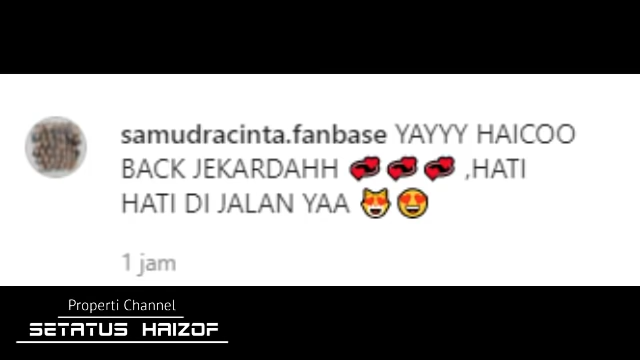 samudracinta.fanbase YAYYY HAICOO
BACK JEKARDAHH 💞💞💞 ,HATI
HATI DI JALAN YAA 😻😍
1 jam
Properti Channel
SETATUS HAIZOF